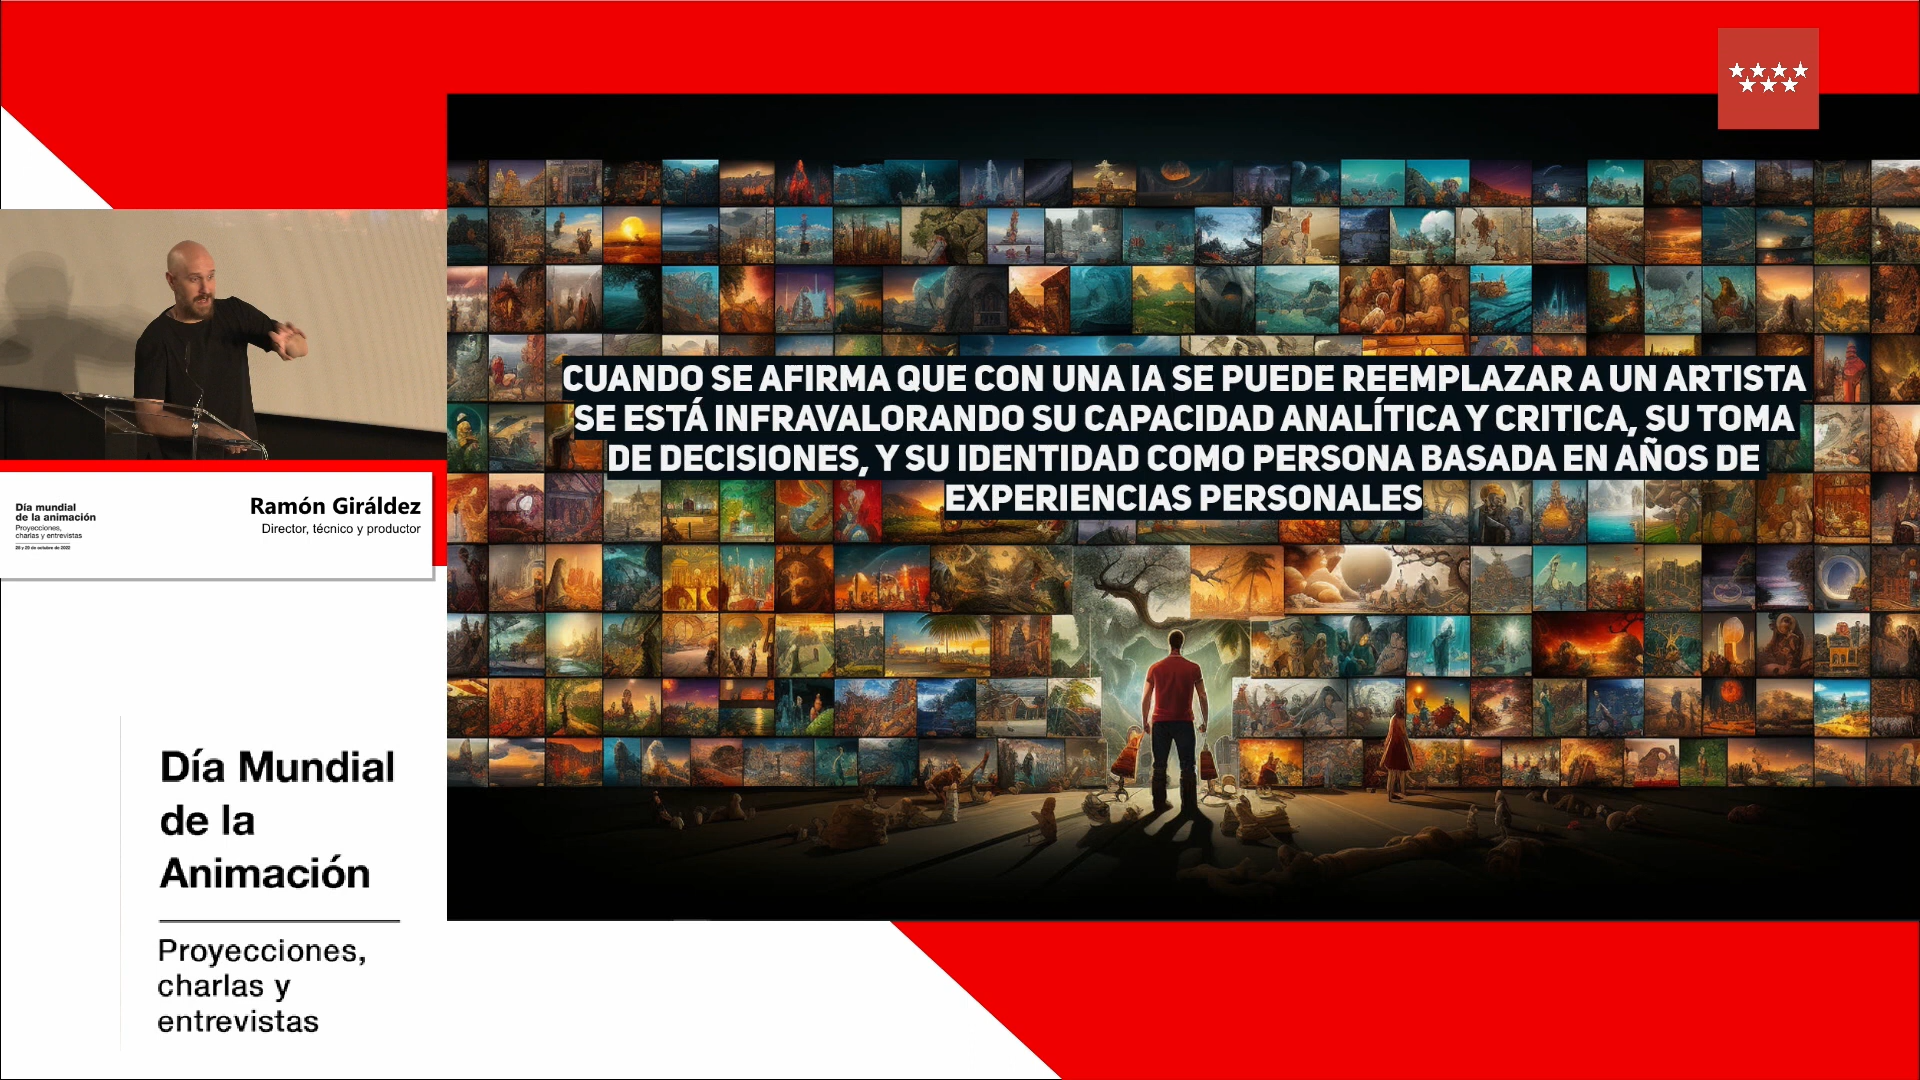 CUANDO SE AFIRMA QUE CON UNA IA SE PUEDE REEMPLAZAR A UN ARTISTA
SE ESTÁ INFRAVALORANDO SU CAPACIDAD ANALÍTICA Y CRITICA, SU TOMA
DE DECISIONES, Y SU IDENTIDAD COMO PERSONA BASADA EN AÑOS DE
EXPERIENCIAS PERSONALES
Ramón Giráldez
Director, técnico y productor
Día mundial
de la animación
Proyecciones,
charlas y entrevistas
Día Mundial
de la
Animación
Proyecciones,
charlas y
entrevistas